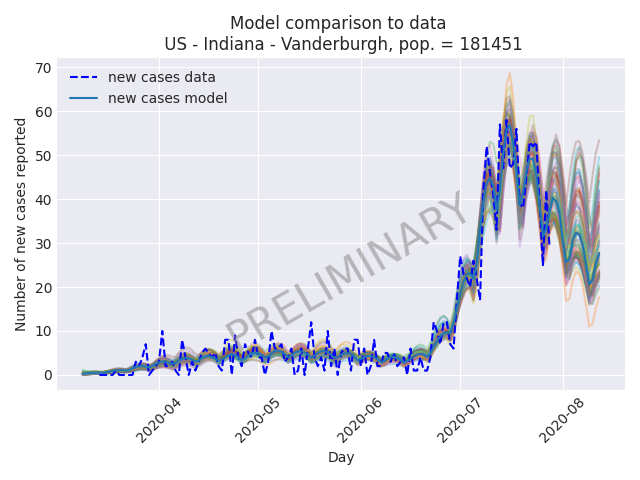 Model comparison to data
US - Indiana - Vanderburgh, pop. = 181451
new cases data
new cases model
PRELIMINARY
Number of new cases reported
70
60
50
40
30
20
10
0
2020-04
2020-05
2020-06
2020-07
2020-08
Day